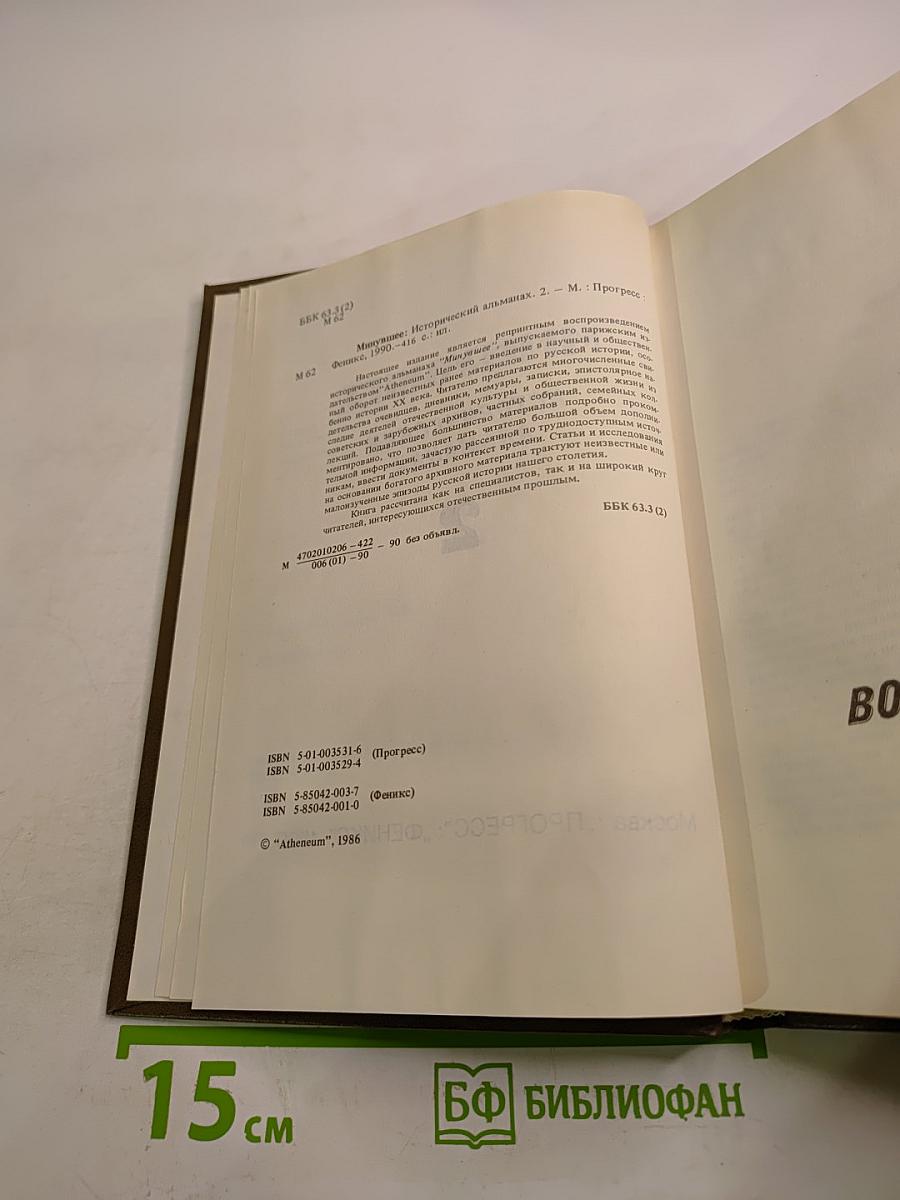 ББК 63-3(2)
М 62
Минувшее: Исторический альманах. 2. — М. : Прогресс :
М 62 Феникс, 1990.—416 с.: ил.
Настоящее издание является репринтным воспроизведением
исторического альманаха "Минувшее", выпускаемого парижским из-
дательством "Atheneum". Цель его — введение в научный и обществен-
ный оборот неизвестных ранее материалов по русской истории, осо-
бенно истории XX века. Читателю предлагаются многочисленные сви-
детельства очевидцев, дневники, мемуары, записки, эпистолярное на-
следие деятелей отечественной культуры и общественной жизни из
советских и зарубежных архивов, частных собраний, семейных кол-
лекций. Подавляющее большинство материалов подробно проком-
ментировано, что позволяет дать читателю большой объем дополни-
тельной информации, зачастую рассеянной по труднодоступным источ-
никам, ввести документы в контекст времени. Статьи и исследования
на основании богатого архивного материала трактуют неизвестные или
малоизученные эпизоды русской истории нашего столетия.
Книга рассчитана как на специалистов, так и на широкий круг
читателей, интересующихся отечественным прошлым.
ББК 63.3 (2)
М 4702010206—422 / 006 (01)—90 — 90 без объявл.
ISBN 5-01-003531-6 (Прогресс)
ISBN 5-01-003529-4
ISBN 5-85042-003-7 (Феникс)
ISBN 5-85042-001-0
© "Atheneum", 1986
ВО
15 см
БФ БИБЛИОФАН